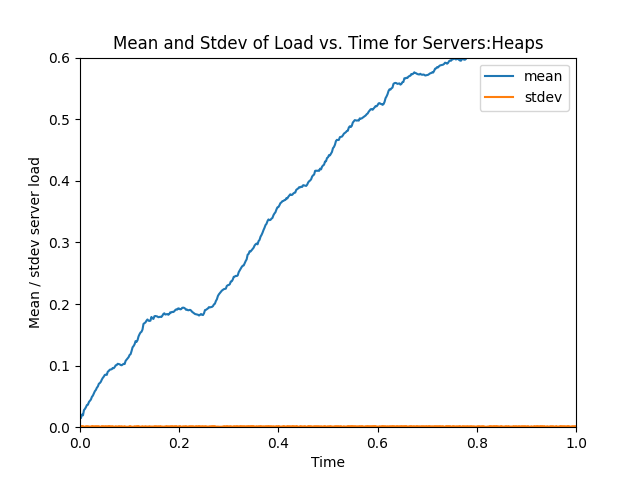 Mean and Stdev of Load vs. Time for Servers:Heaps
mean
stdev
Mean / stdev server load
0.6
0.5
0.4
0.3
0.2
0.1
0.0
0.0 0.2 0.4 0.6 0.8 1.0
Time